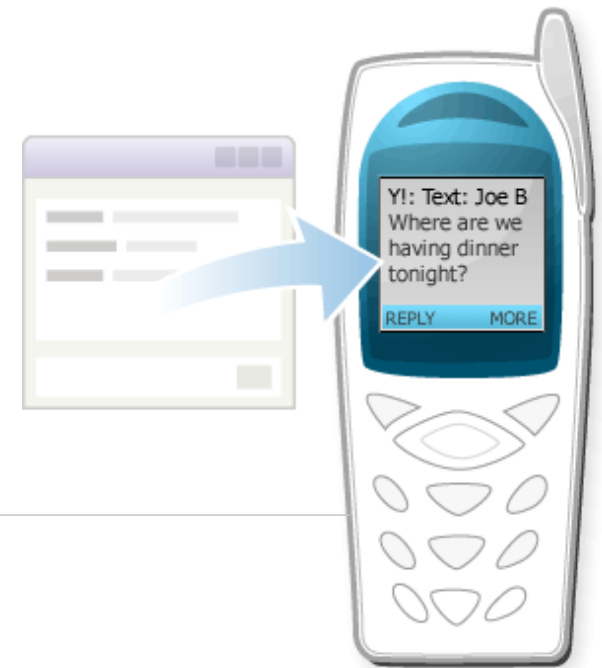 Y!: Text: Joe B
Where are we
having dinner
tonight?
REPLY MORE